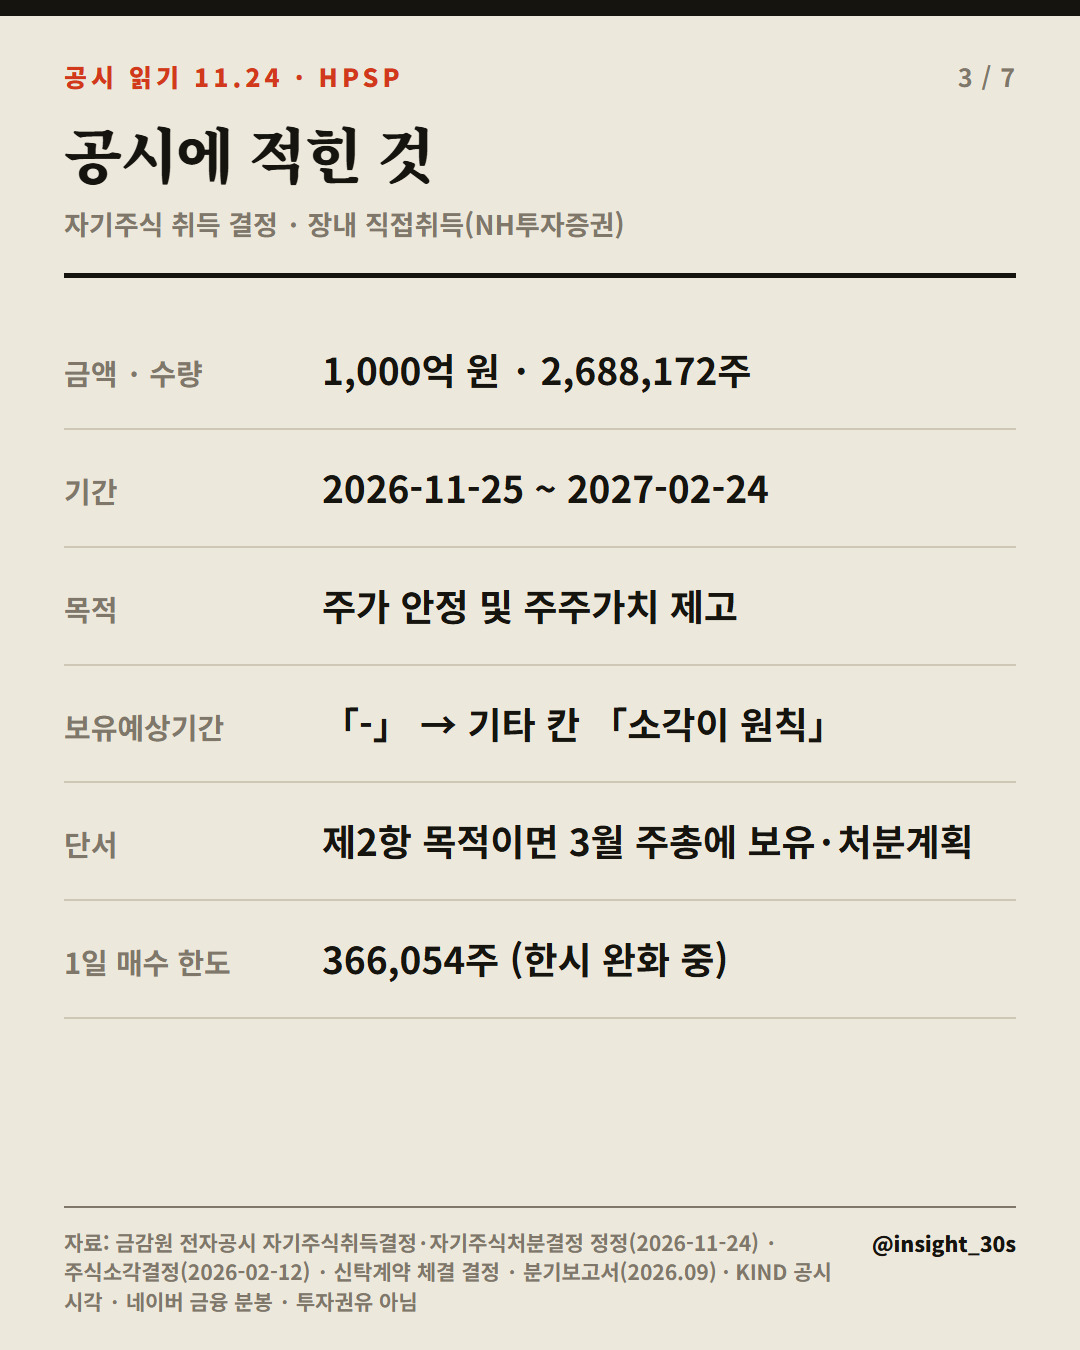 공시 읽기 11.24 · HPSP
3 / 7
공시에 적힌 것
자기주식 취득 결정 · 장내 직접취득(NH투자증권)
금액 · 수량
1,000억 원 · 2,688,172주
기간
2026-11-25 ~ 2027-02-24
목적
주가 안정 및 주주가치 제고
보유예상기간
「-」 → 기타 칸 「소각이 원칙」
단서
제2항 목적이면 3월 주총에 보유·처분계획
1일 매수 한도
366,054주 (한시 완화 중)
자료: 금감원 전자공시 자기주식취득결정·자기주식처분결정 정정(2026-11-24) ·
주식소각결정(2026-02-12) · 신탁계약 체결 결정 · 분기보고서(2026.09) · KIND 공시
시각 · 네이버 금융 분봉 · 투자권유 아님
@insight_30s